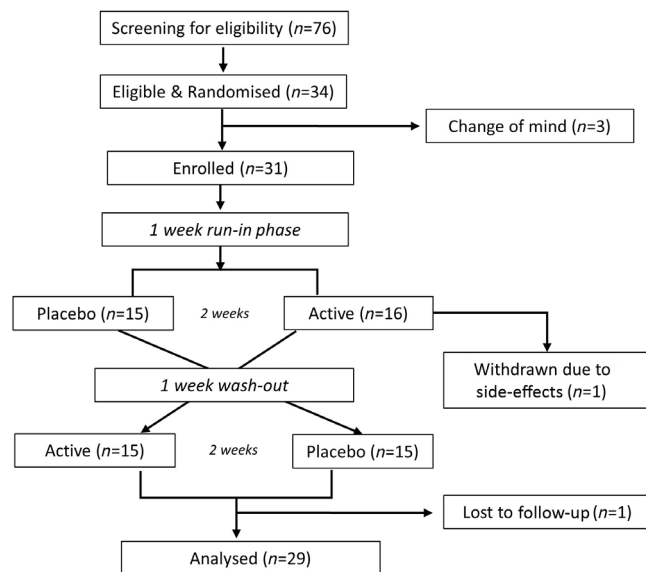 Screening for eligibility (n=76)
Eligible & Randomised (n=34)
Change of mind (n=3)
Enrolled (n=31)
1 week run-in phase
Placebo (n=15)
2 weeks
Active (n=16)
Withdrawn due to
side-effects (n=1)
1 week wash-out
Active (n=15)
2 weeks
Placebo (n=15)
Lost to follow-up (n=1)
Analysed (n=29)